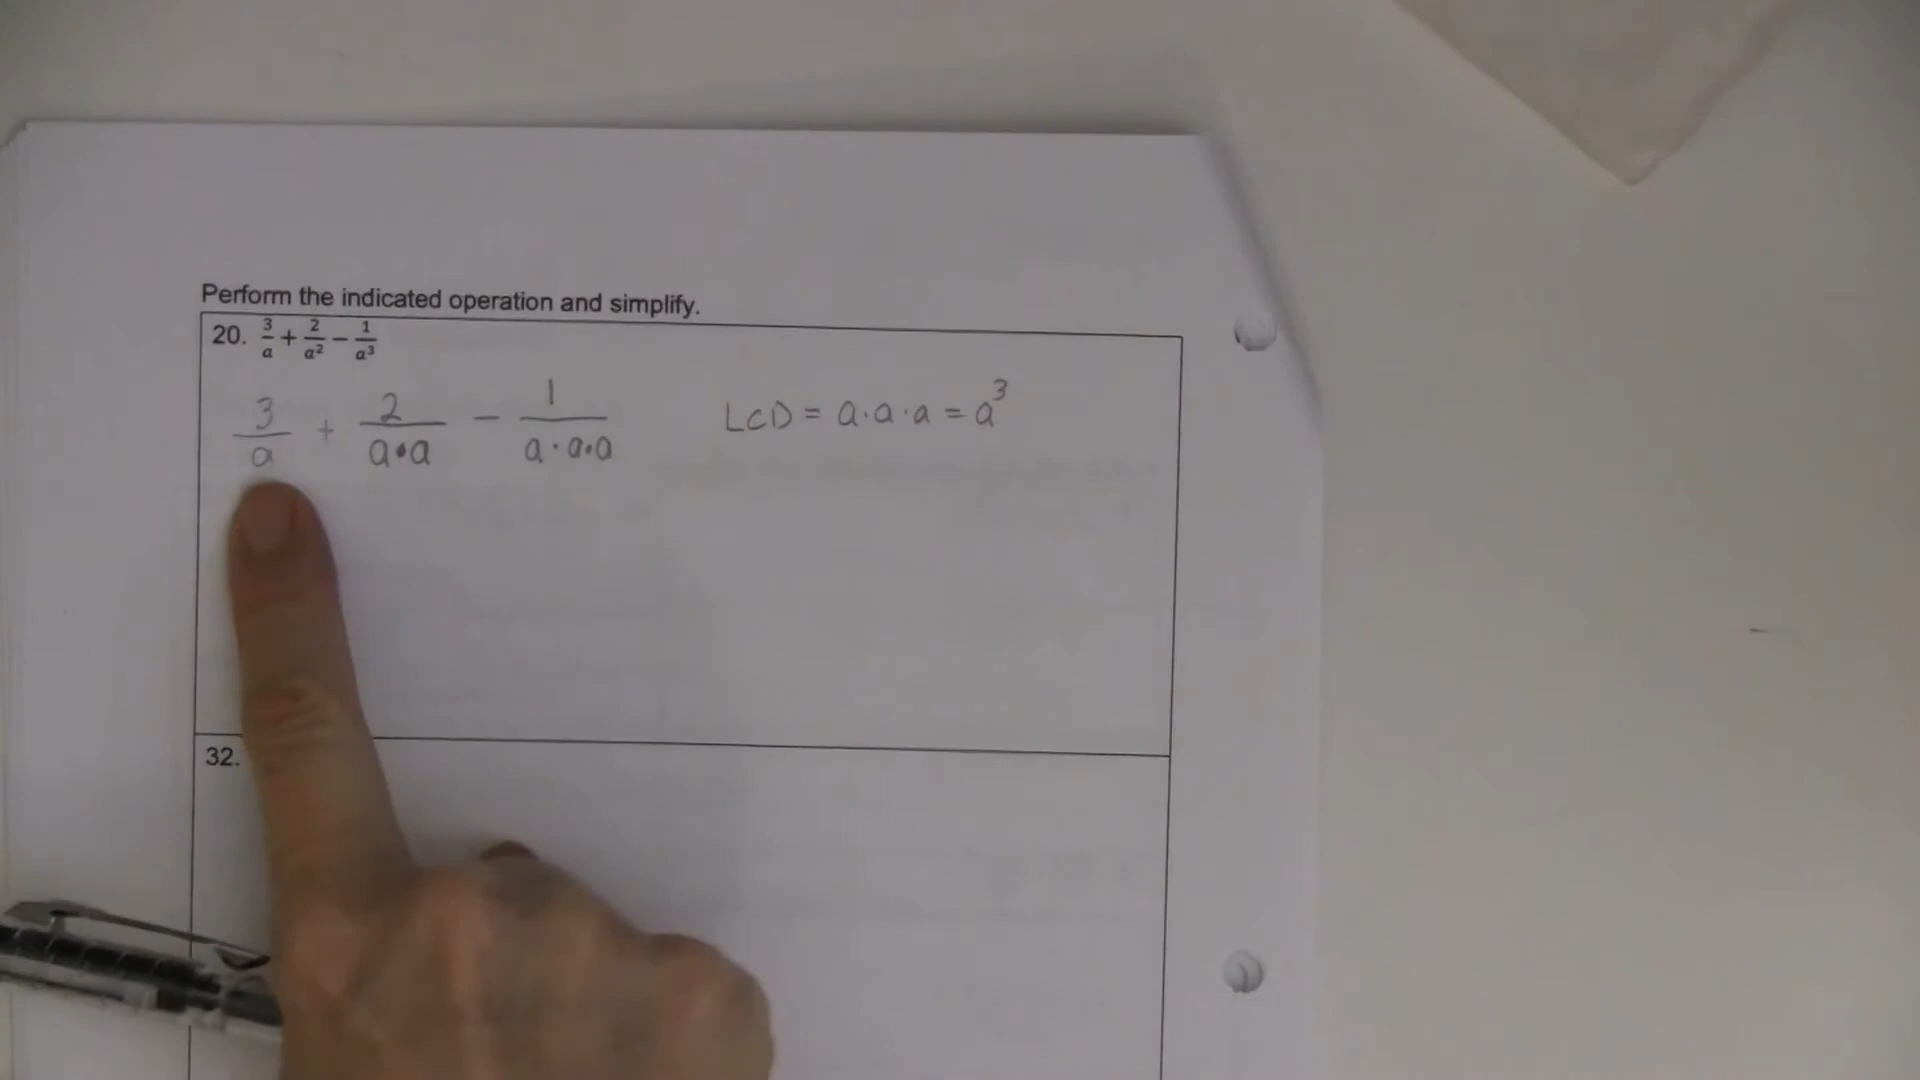 Perform the indicated operation and simplify.
20. 3/a + 2/a² − 1/a³
3/a + 2/(a·a) − 1/(a·a·a)
LCD = a·a·a = a³
32.